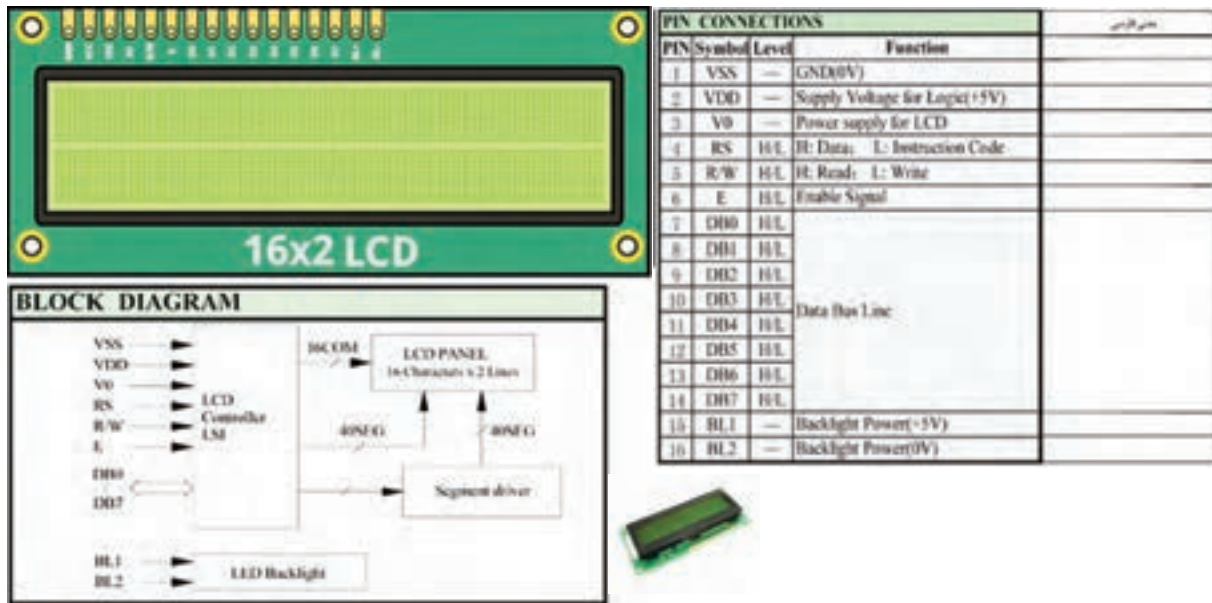 16x2 LCD
BLOCK DIAGRAM
VSS
VDD
V0
RS
R/W
E
DB0
DB7
BL1
BL2
LCD
Controller
LSI
16COM
LCD PANEL
16 Characters x 2 Lines
40SEG
40SEG
Segment driver
LED Backlight
PIN CONNECTIONS
PIN Symbol Level Function
1 VSS — GND(0V)
2 VDD — Supply Voltage for Logic(+5V)
3 V0 — Power supply for LCD
4 RS H/L H: Data; L: Instruction Code
5 R/W H/L H: Read; L: Write
6 E H/L Enable Signal
7 DB0 H/L
8 DB1 H/L
9 DB2 H/L
10 DB3 H/L
Data Bus Line
11 DB4 H/L
12 DB5 H/L
13 DB6 H/L
14 DB7 H/L
15 BL1 — Backlight Power(+5V)
16 BL2 — Backlight Power(0V)